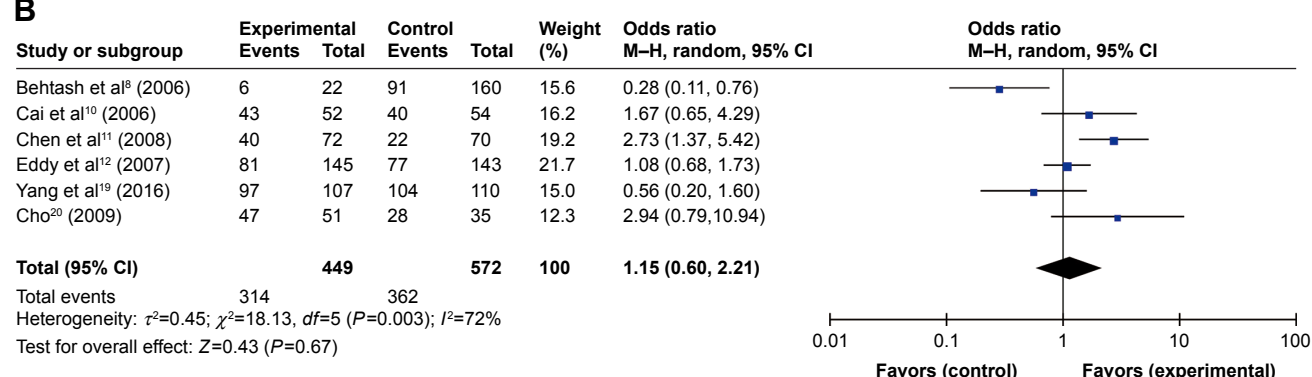 B
Experimental Control Weight Odds ratio Odds ratio
Study or subgroup Events Total Events Total (%) M–H, random, 95% CI M–H, random, 95% CI
Behtash et al⁸ (2006) 6 22 91 160 15.6 0.28 (0.11, 0.76)
Cai et al¹⁰ (2006) 43 52 40 54 16.2 1.67 (0.65, 4.29)
Chen et al¹¹ (2008) 40 72 22 70 19.2 2.73 (1.37, 5.42)
Eddy et al¹² (2007) 81 145 77 143 21.7 1.08 (0.68, 1.73)
Yang et al¹⁹ (2016) 97 107 104 110 15.0 0.56 (0.20, 1.60)
Cho²⁰ (2009) 47 51 28 35 12.3 2.94 (0.79,10.94)
Total (95% CI) 449 572 100 1.15 (0.60, 2.21)
Total events 314 362
Heterogeneity: τ²=0.45; χ²=18.13, df=5 (P=0.003); I²=72%
Test for overall effect: Z=0.43 (P=0.67)
0.01 0.1 1 10 100
Favors (control) Favors (experimental)